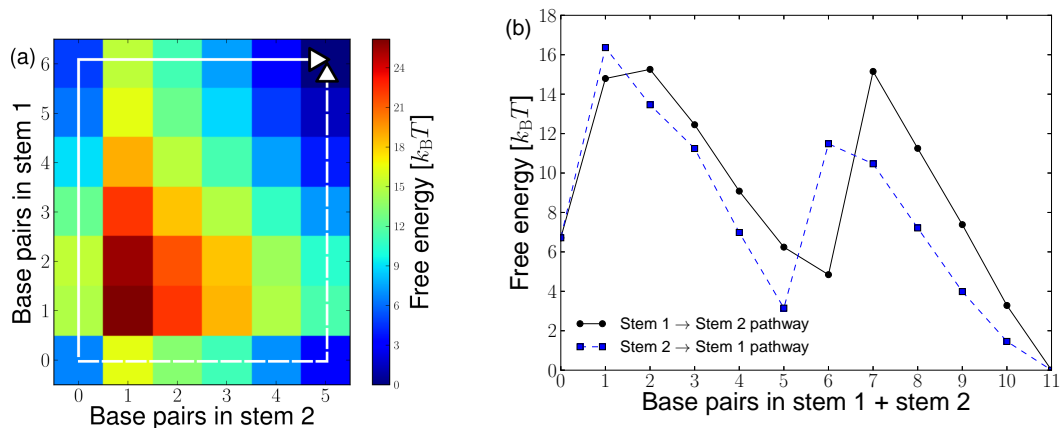 (a)
Base pairs in stem 1
6
5
4
3
2
1
0
0 1 2 3 4 5
Base pairs in stem 2
24
21
18
15
12
9
6
3
0
Free energy [k_B T]
(b)
Free energy [k_B T]
18
16
14
12
10
8
6
4
2
0
Stem 1 → Stem 2 pathway
Stem 2 → Stem 1 pathway
0 1 2 3 4 5 6 7 8 9 10 11
Base pairs in stem 1 + stem 2